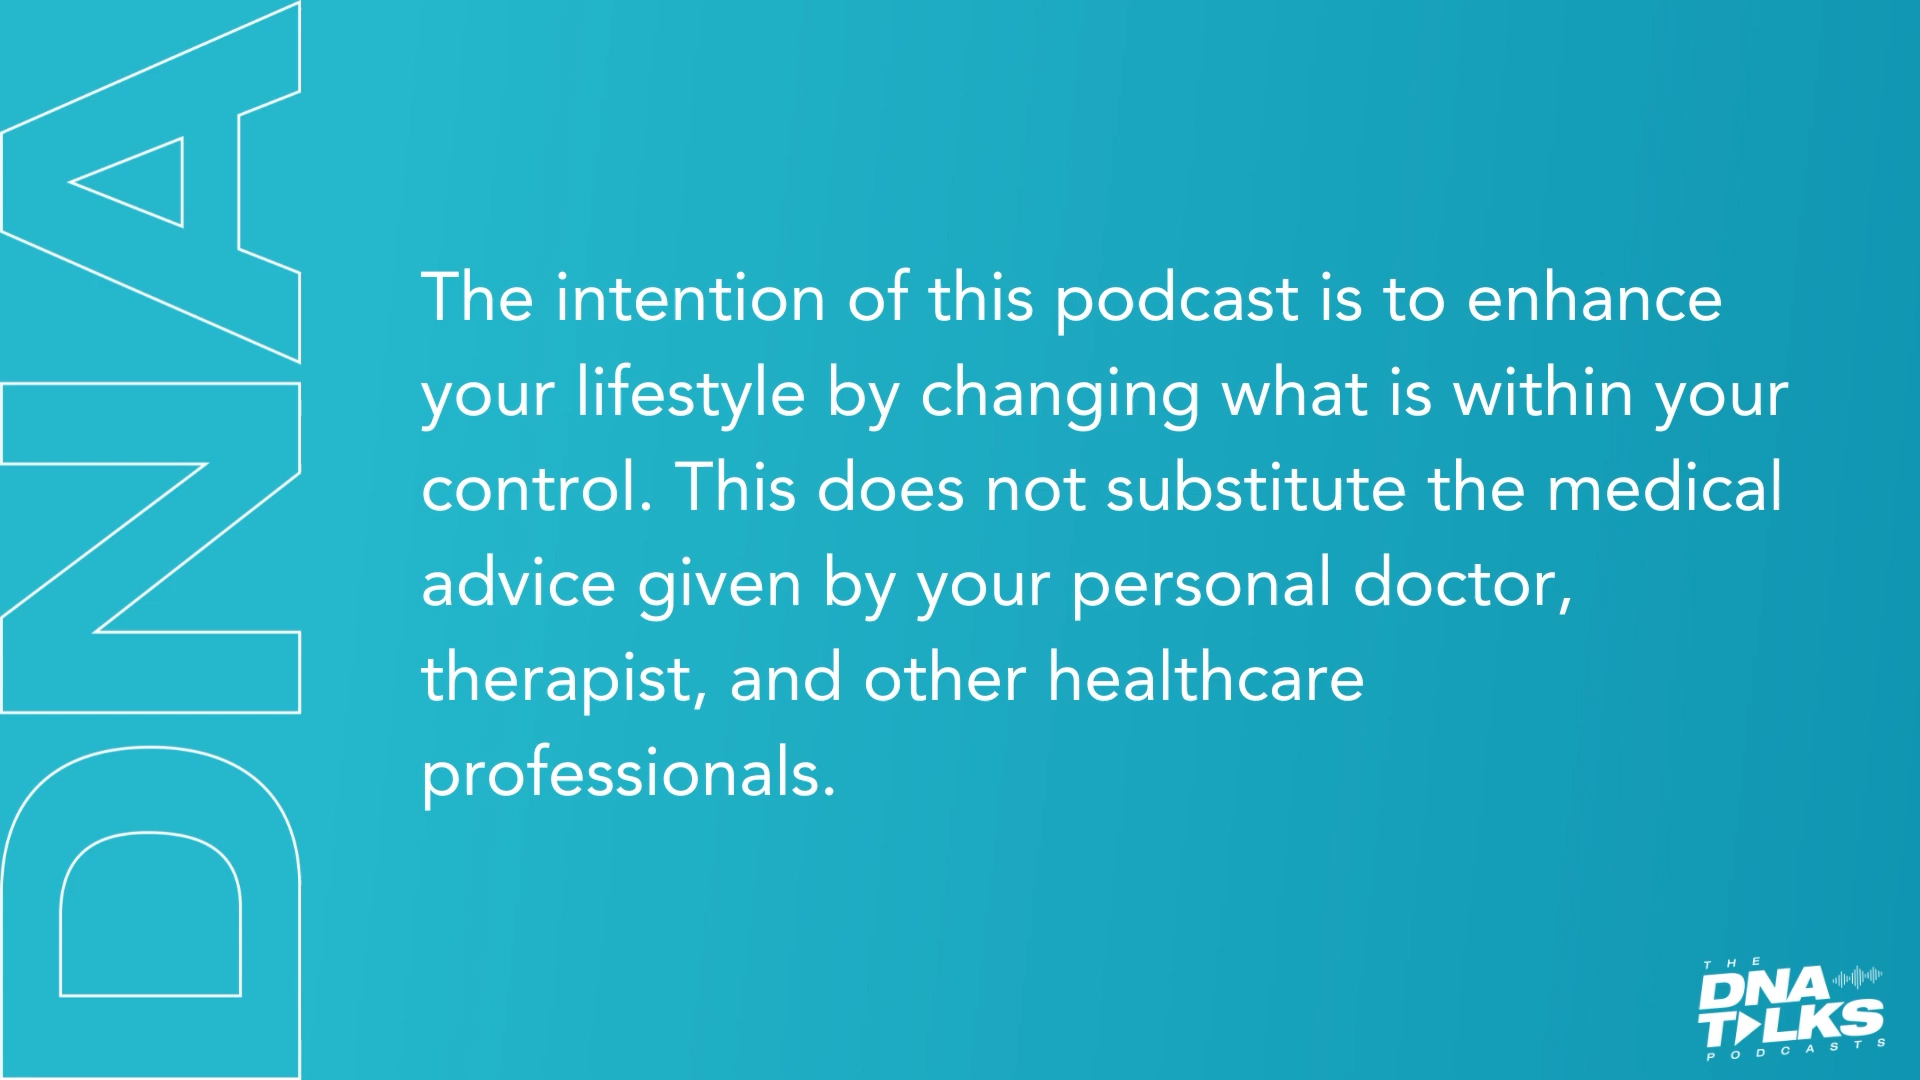 DNA
The intention of this podcast is to enhance
your lifestyle by changing what is within your
control. This does not substitute the medical
advice given by your personal doctor,
therapist, and other healthcare
professionals.
THE
DNA
TALKS
PODCASTS